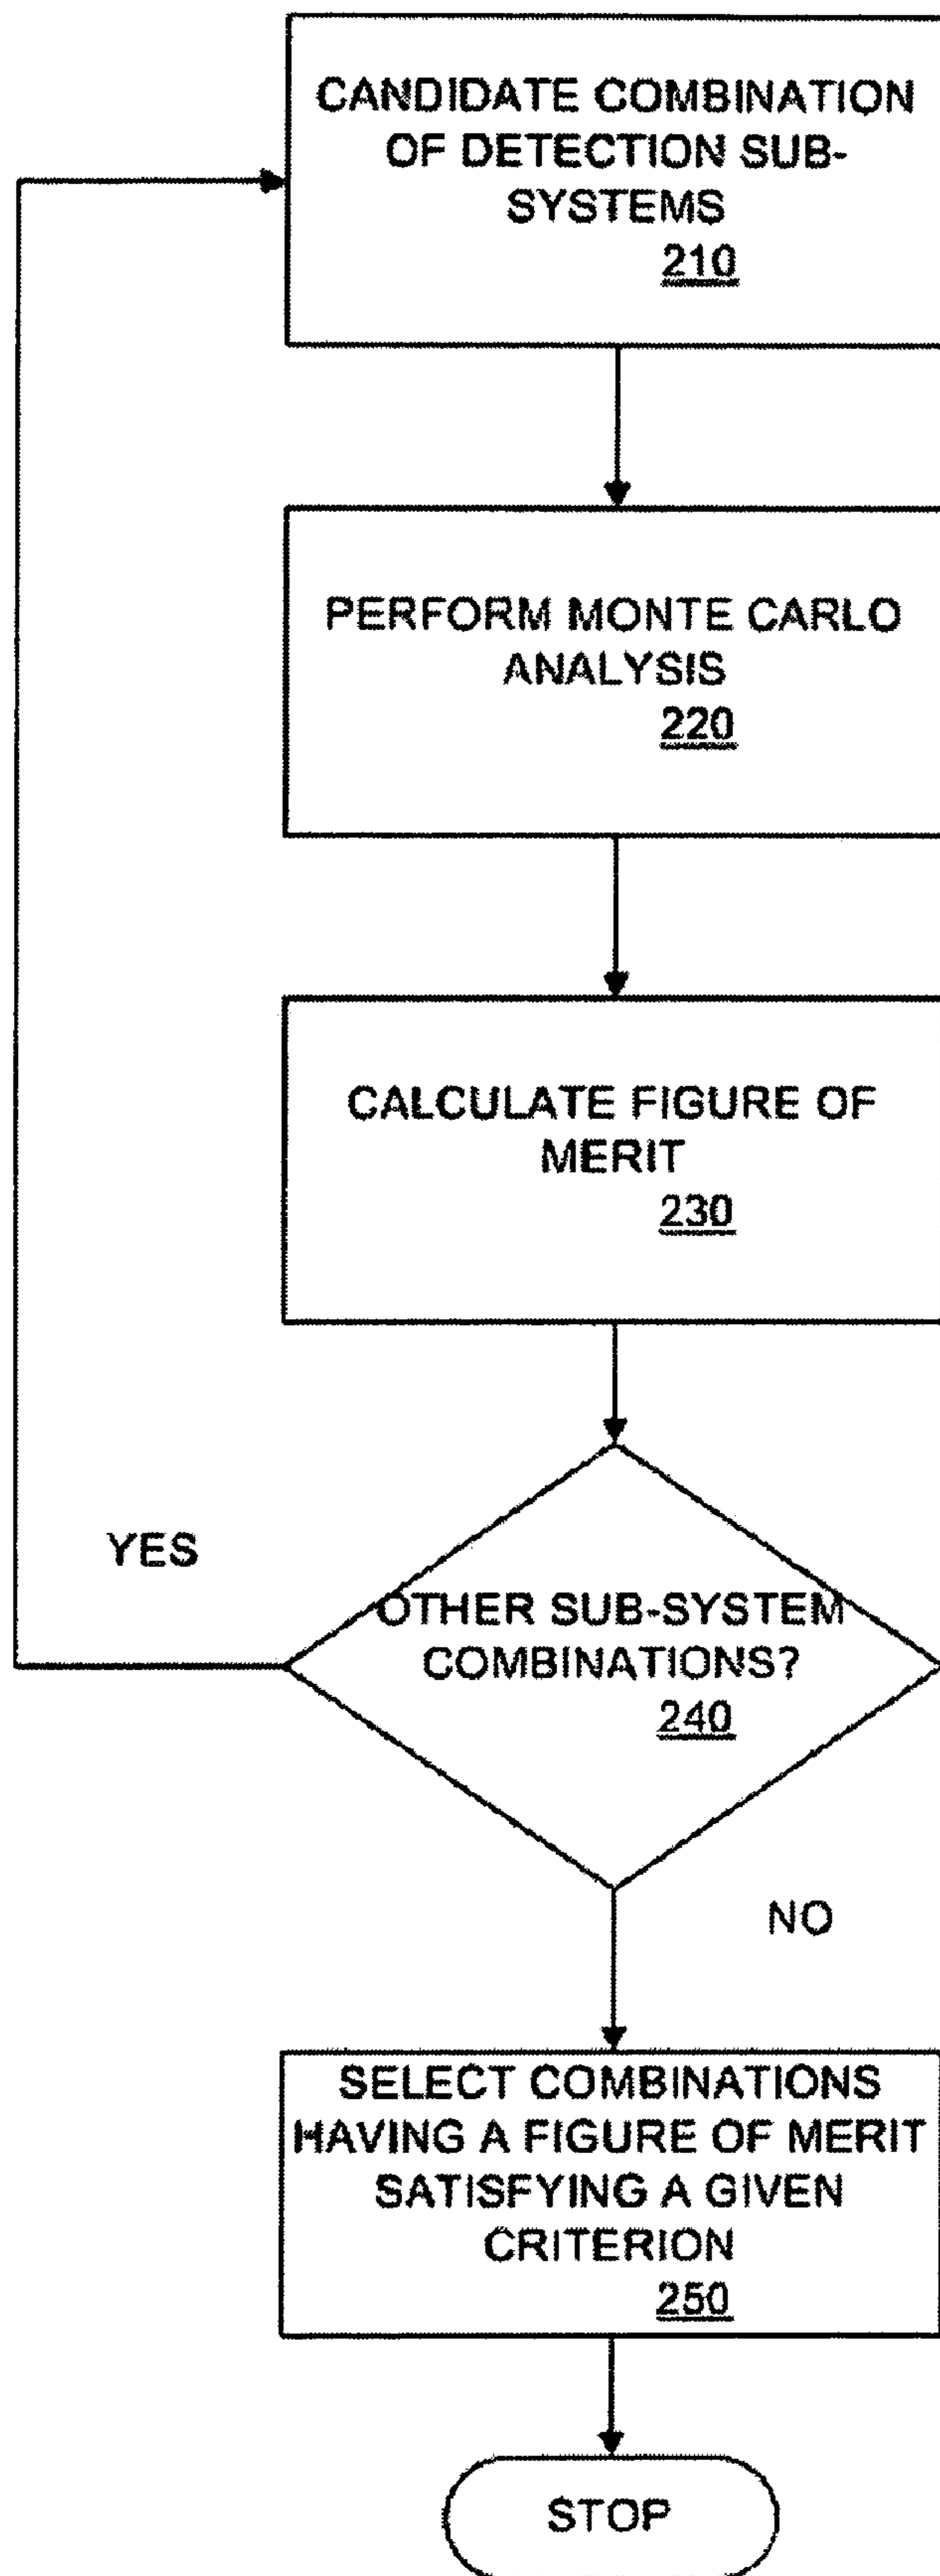 CANDIDATE COMBINATION
OF DETECTION SUB-
SYSTEMS
210
PERFORM MONTE CARLO
ANALYSIS
220
CALCULATE FIGURE OF
MERIT
230
YES
OTHER SUB-SYSTEM
COMBINATIONS?
240
NO
SELECT COMBINATIONS
HAVING A FIGURE OF MERIT
SATISFYING A GIVEN
CRITERION
250
STOP